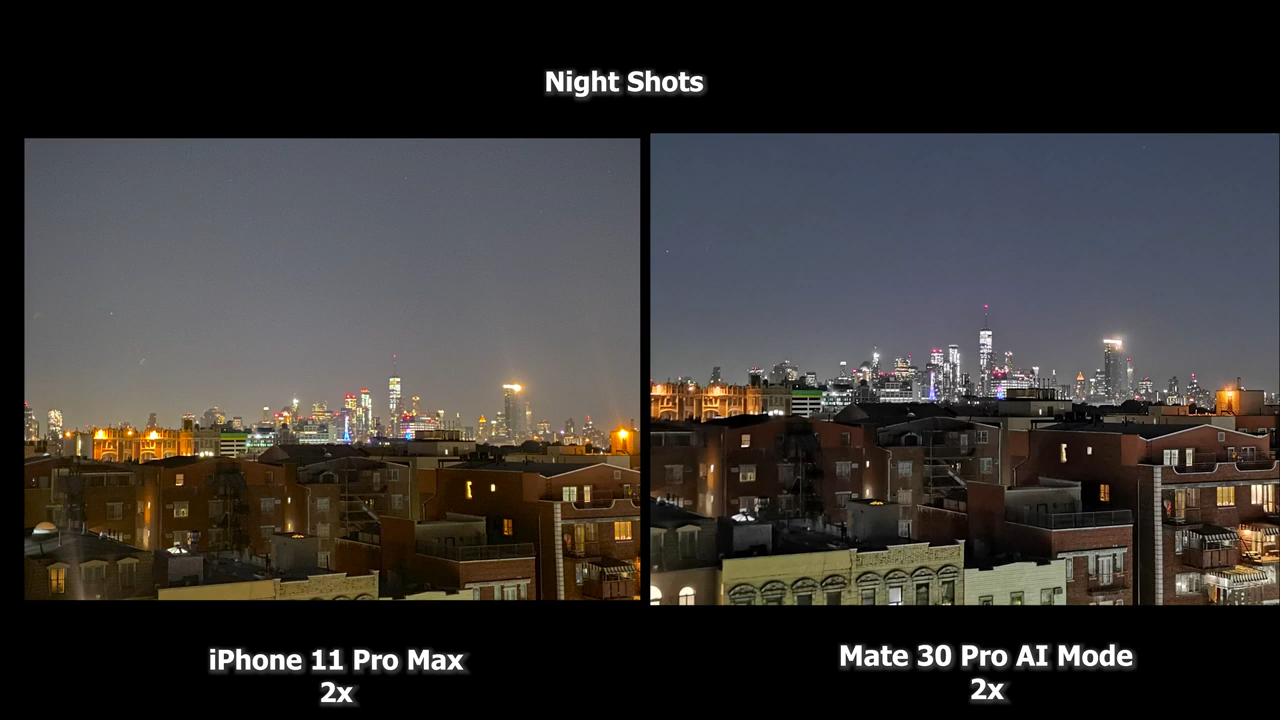 Night Shots
iPhone 11 Pro Max
2x
Mate 30 Pro AI Mode
2x